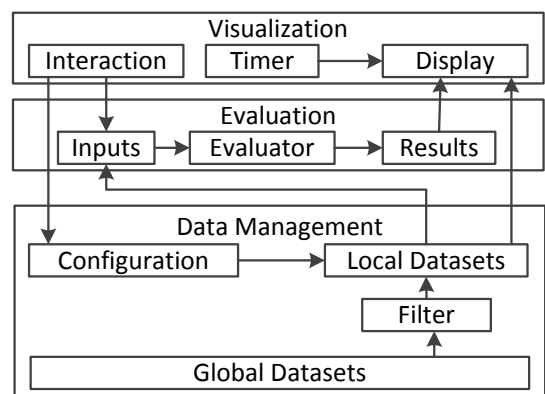 Visualization
Interaction
Timer
Display
Evaluation
Inputs
Evaluator
Results
Data Management
Configuration
Local Datasets
Filter
Global Datasets